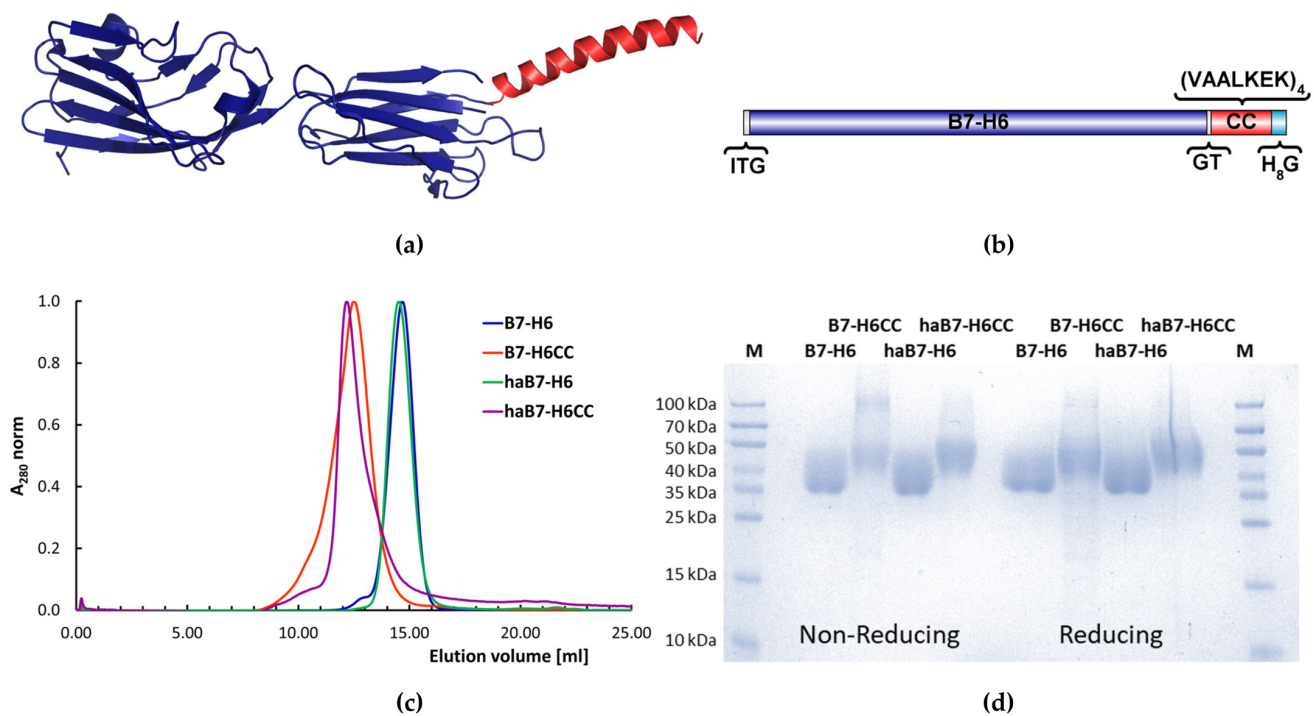 (VAALKEK)4
B7-H6
CC
ITG
GT
H8G
(a)
(b)
1.0
0.8
0.6
0.4
0.2
0.0
A280 norm
0.00 5.00 10.00 15.00 20.00 25.00
Elution volume [ml]
B7-H6
B7-H6CC
haB7-H6
haB7-H6CC
B7-H6CC haB7-H6CC B7-H6CC haB7-H6CC
M B7-H6 haB7-H6 B7-H6 haB7-H6 M
100 kDa
70 kDa
50 kDa
40 kDa
35 kDa
25 kDa
15 kDa
10 kDa
Non-Reducing Reducing
(c)
(d)